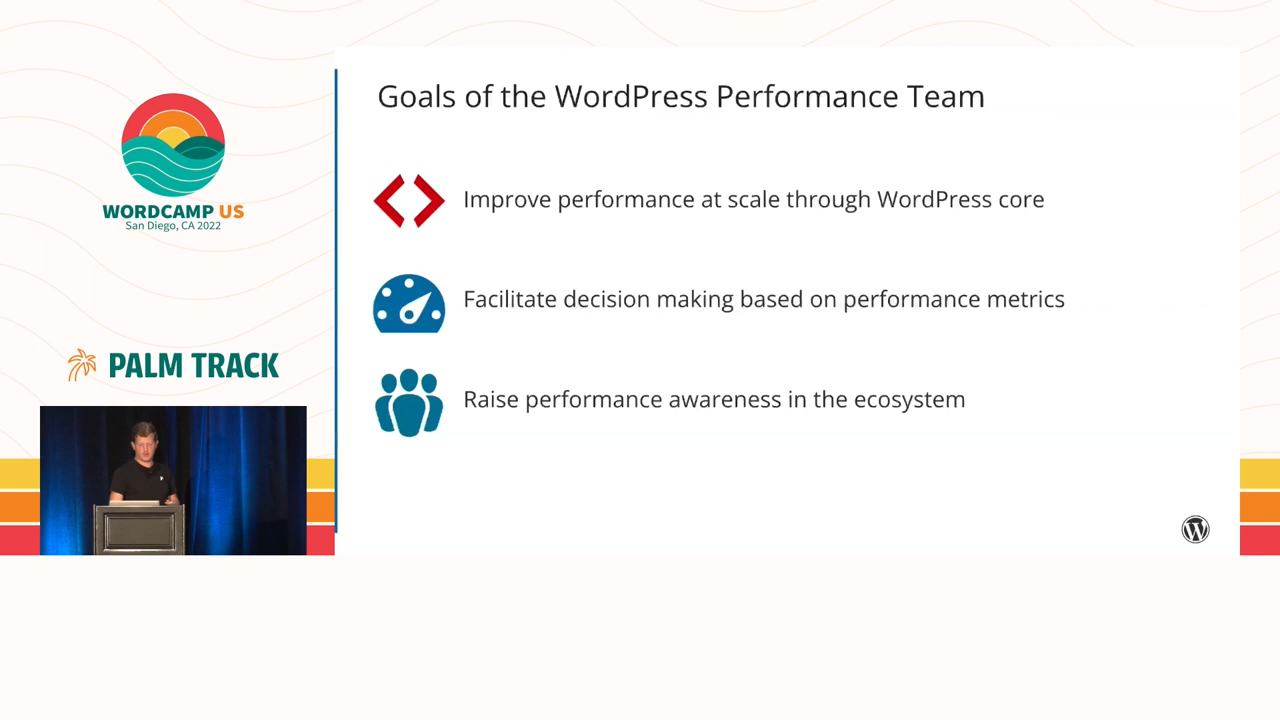 WORDCAMP US
San Diego, CA 2022
PALM TRACK
Goals of the WordPress Performance Team
Improve performance at scale through WordPress core
Facilitate decision making based on performance metrics
Raise performance awareness in the ecosystem